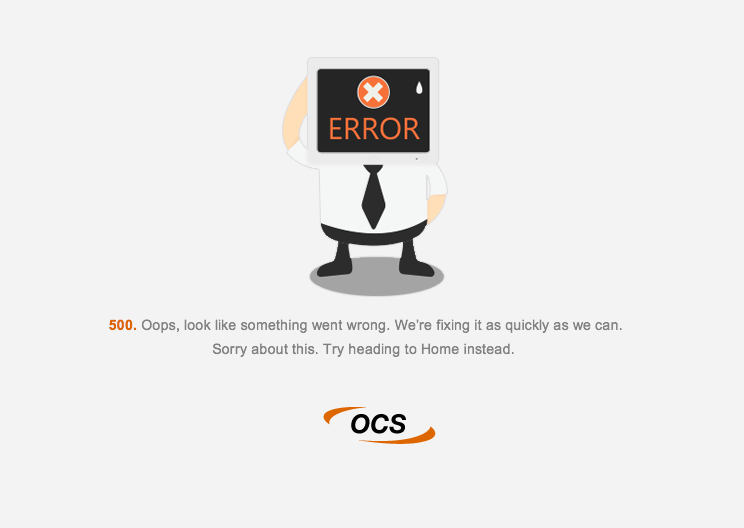 ERROR
500. Oops, look like something went wrong. We're fixing it as quickly as we can.
Sorry about this. Try heading to Home instead.
OCS